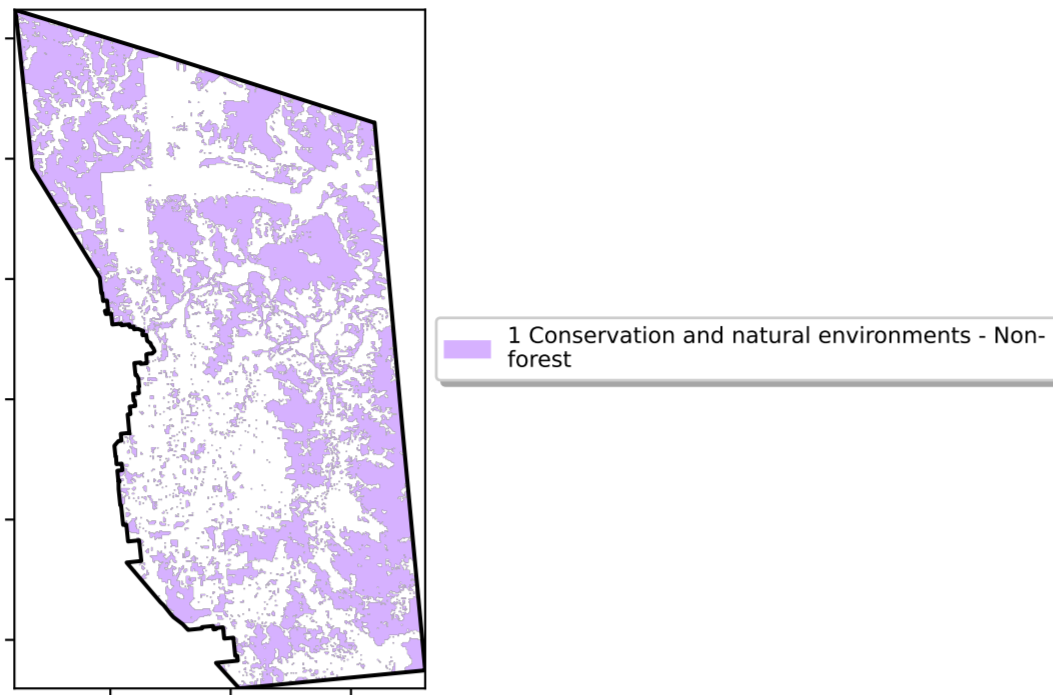 1 Conservation and natural environments - Non-
forest